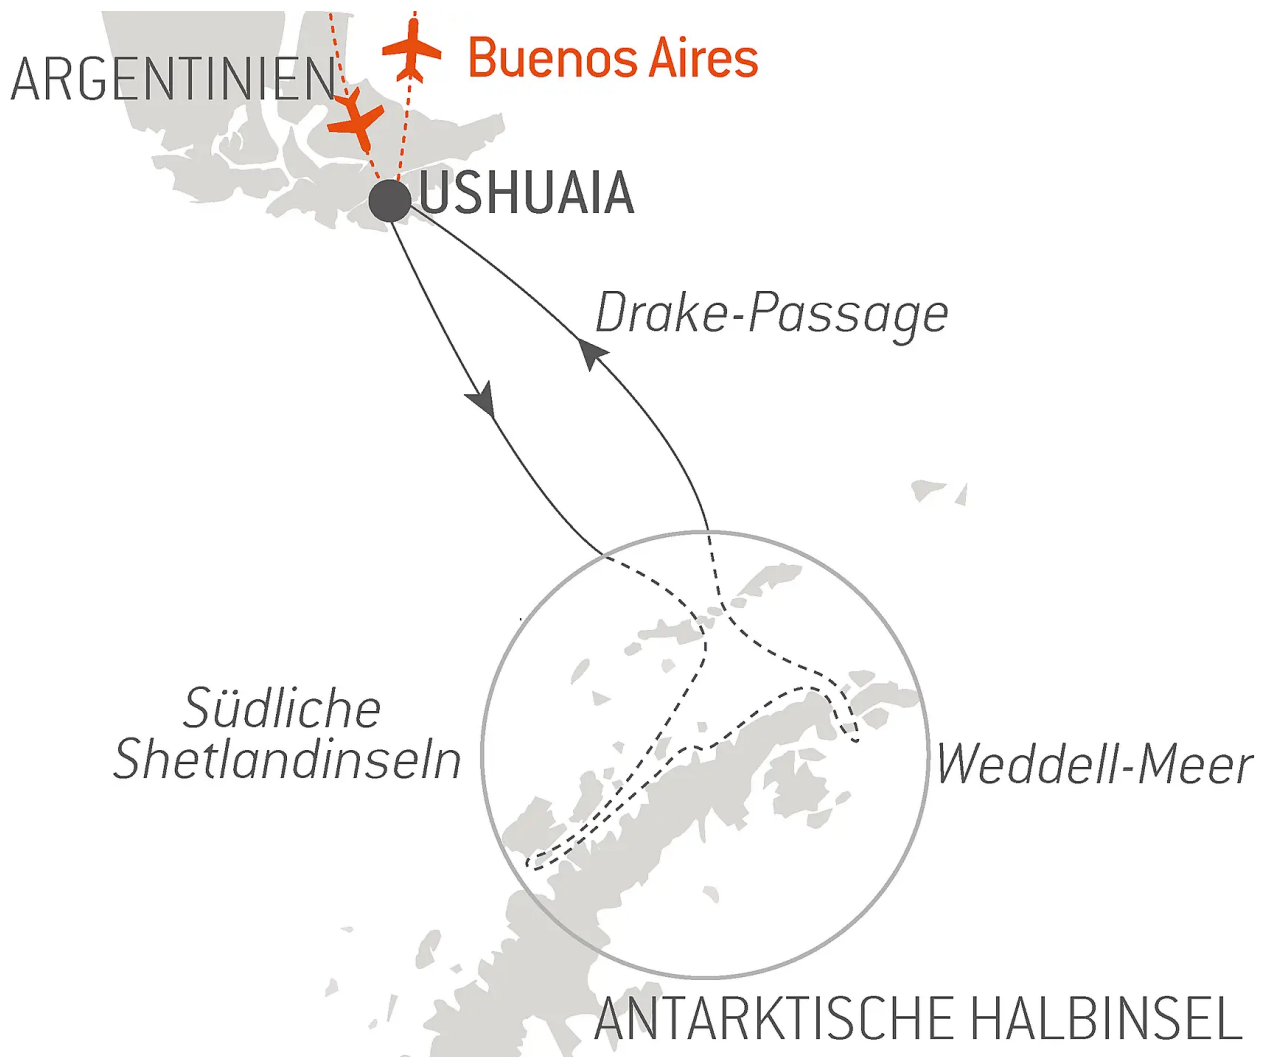 ARGENTINIEN
Buenos Aires
USHUAIA
Drake-Passage
Südliche
Shetlandinseln
Weddell-Meer
ANTARKTISCHE HALBINSEL